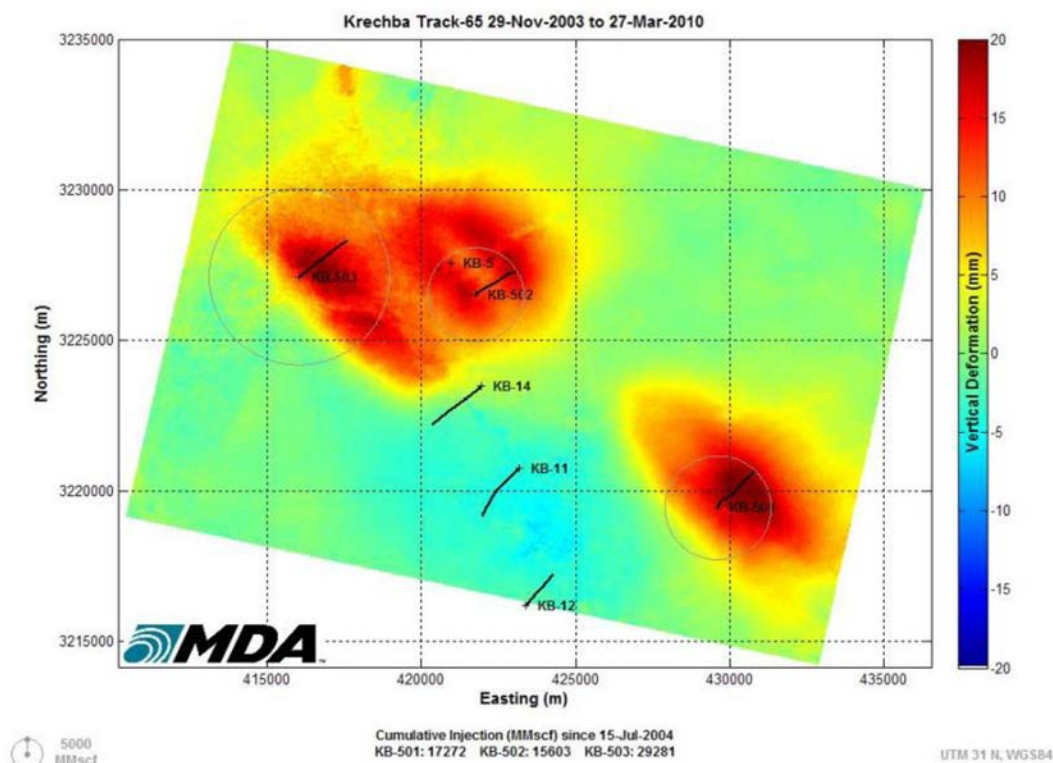 Krechba Track-65 29-Nov-2003 to 27-Mar-2010
3235000
3230000
3225000
3220000
3215000
Northing (m)
KB-5
KB-503
KB-502
KB-14
KB-11
KB-501
KB-12
MDA
415000 420000 425000 430000 435000
Easting (m)
20
15
10
5
0
-5
-10
-15
-20
Vertical Deformation (mm)
5000
MMscf
Cumulative Injection (MMscf) since 15-Jul-2004
KB-501: 17272 KB-502: 15603 KB-503: 29281
UTM 31 N, WGS84